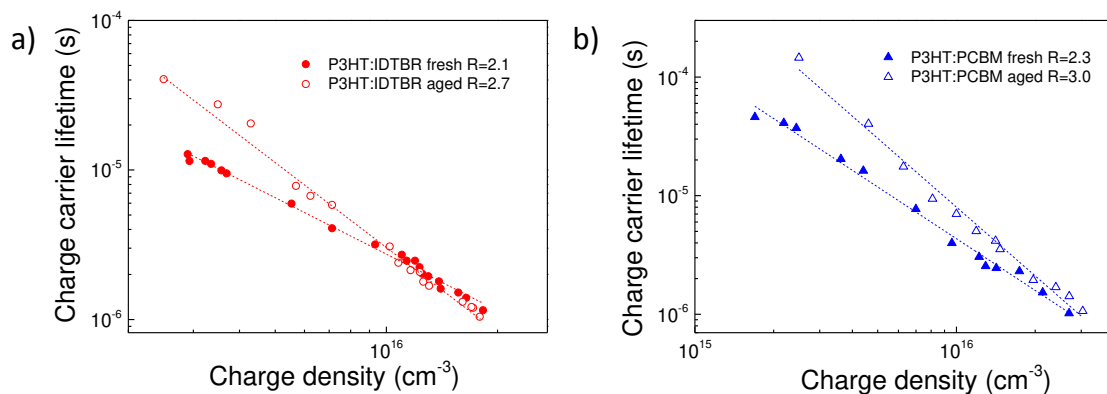 a)
10⁻⁴
10⁻⁵
10⁻⁶
Charge carrier lifetime (s)
P3HT:IDTBR fresh R=2.1
P3HT:IDTBR aged R=2.7
10¹⁶
Charge density (cm⁻³)
b)
10⁻⁴
10⁻⁵
10⁻⁶
Charge carrier lifetime (s)
P3HT:PCBM fresh R=2.3
P3HT:PCBM aged R=3.0
10¹⁵
10¹⁶
Charge density (cm⁻³)